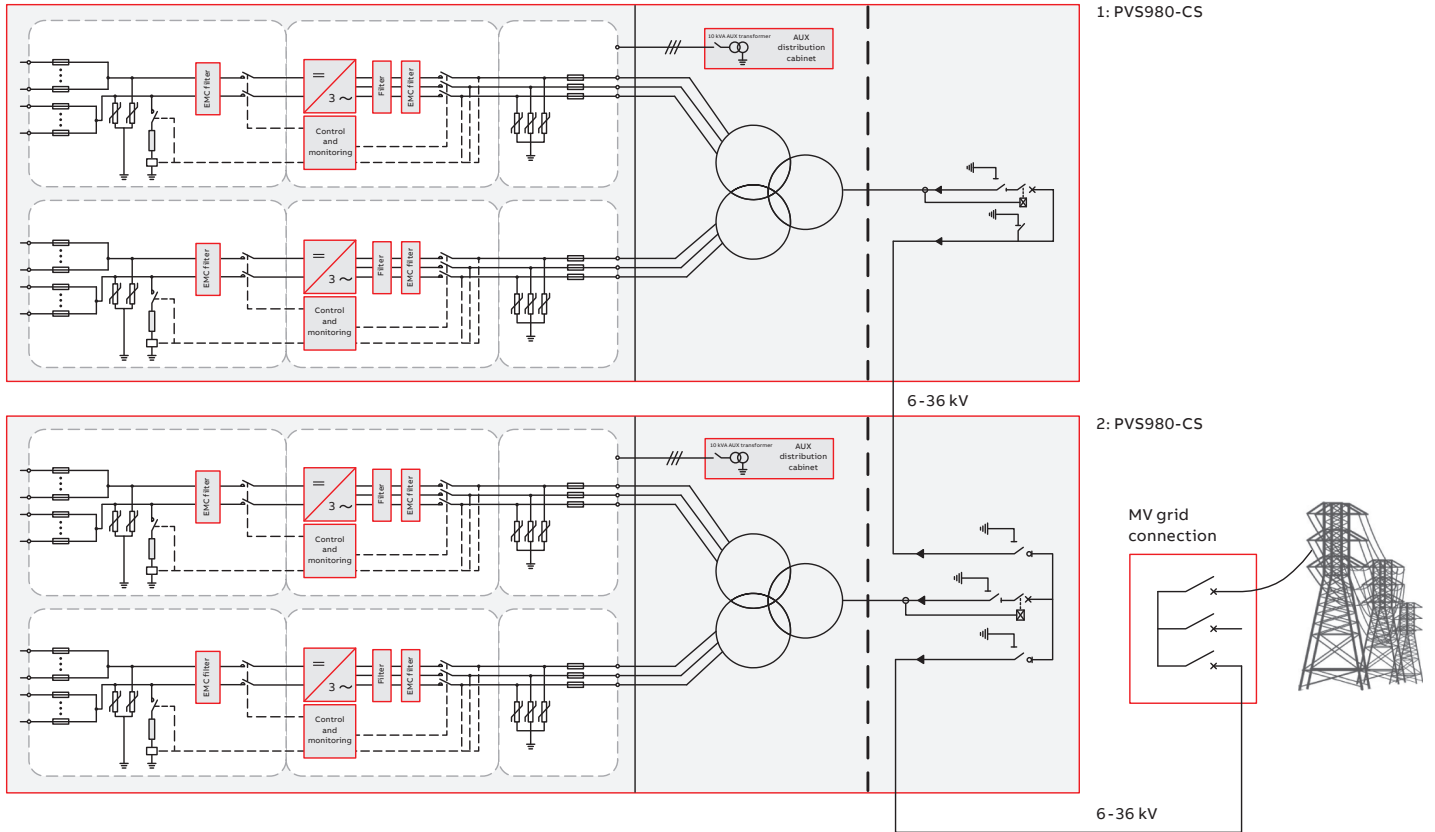 1: PVS980-CS
10 kVA AUX transformer
AUX
distribution
cabinet
EMC filter
3
Filter
EMC filter
Control
and
monitoring
EMC filter
3
Filter
EMC filter
Control
and
monitoring
6-36 kV
2: PVS980-CS
10 kVA AUX transformer
AUX
distribution
cabinet
EMC filter
3
Filter
EMC filter
Control
and
monitoring
MV grid
connection
EMC filter
3
Filter
EMC filter
Control
and
monitoring
6-36 kV